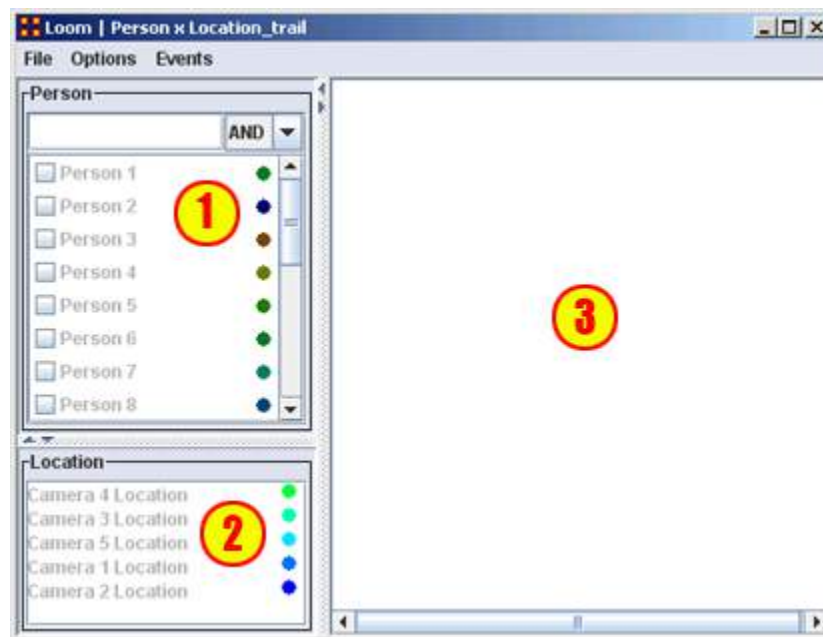 Loom | Person x Location_trail
File Options Events
Person
AND
Person 1
Person 2
Person 3
Person 4
Person 5
Person 6
Person 7
Person 8
1
Location
Camera 4 Location
Camera 3 Location
Camera 5 Location
Camera 1 Location
Camera 2 Location
2
3